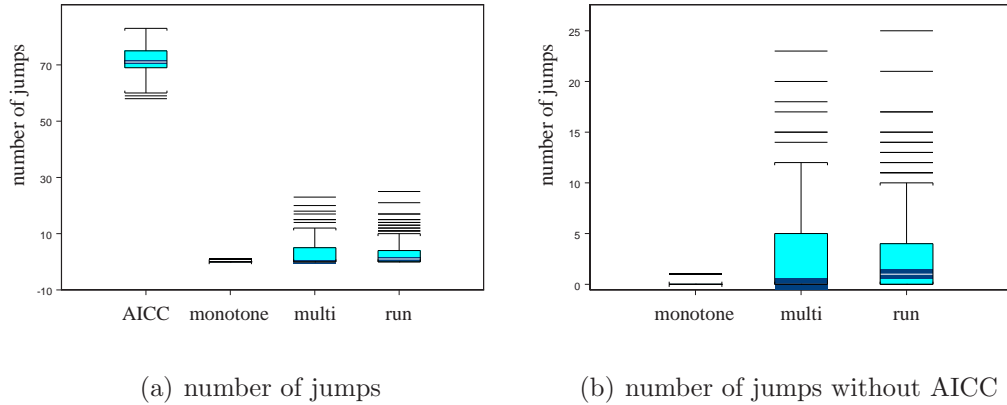 number of jumps
70
50
30
10
-10
AICC monotone multi run
(a) number of jumps
number of jumps
25
20
15
10
5
0
monotone multi run
(b) number of jumps without AICC